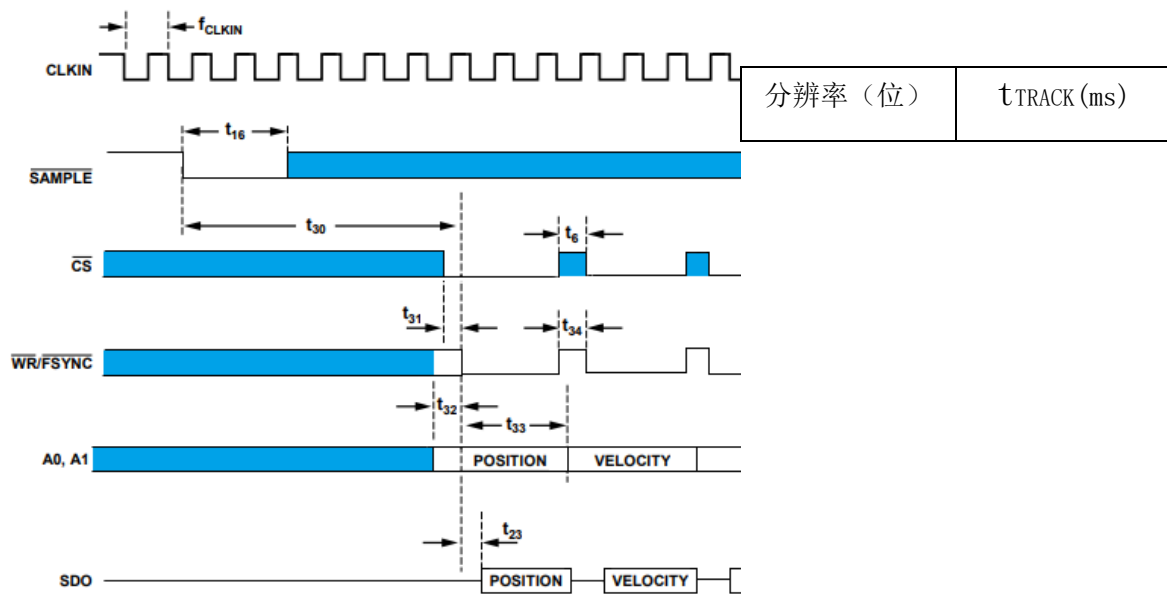 fCLKIN
CLKIN
分辨率（位） tTRACK(ms)
t16
SAMPLE
t30
t6
CS
t31
t34
WR/FSYNC
t32
t33
A0, A1 POSITION VELOCITY
t23
SDO POSITION VELOCITY